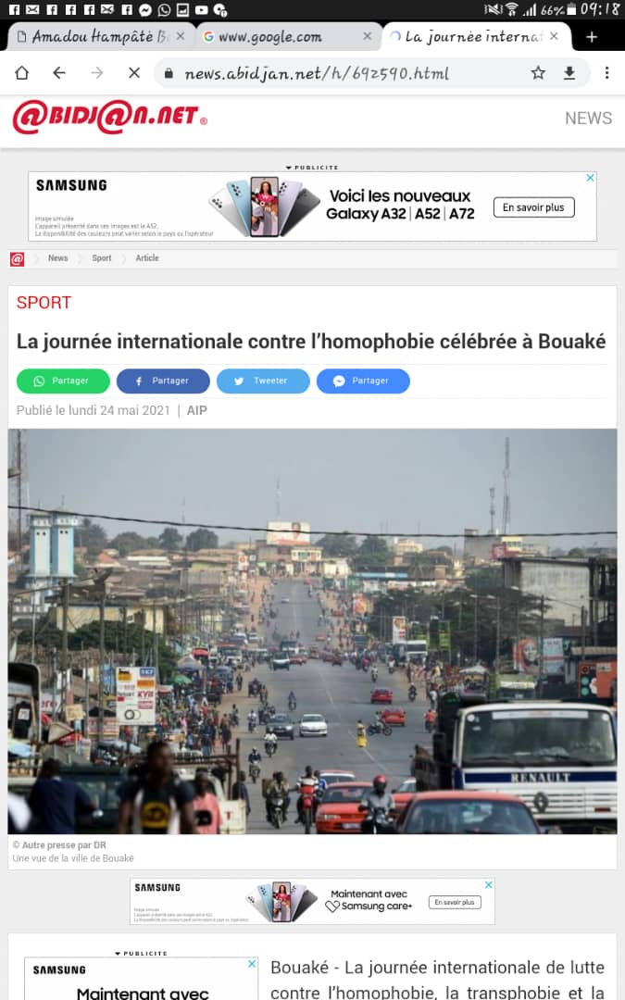 66% 09:18
Amadou Hampâté B
www.google.com
La journée interna
news.abidjan.net/h/692590.html
@BIDJ@N.NET®
NEWS
PUBLICITE
SAMSUNG
Voici les nouveaux
Galaxy A32 | A52 | A72
En savoir plus
Image simulée
L'appareil présenté dans ces images est le A52.
La disponibilité des couleurs peut varier selon le pays ou l'opérateur
News
Sport
Article
SPORT
La journée internationale contre l'homophobie célébrée à Bouaké
Partager
Partager
Tweeter
Partager
Publié le lundi 24 mai 2021 | AIP
RENAULT
© Autre presse par DR
Une vue de la ville de Bouaké
SAMSUNG
Maintenant avec
Samsung care+
En savoir plus
PUBLICITE
SAMSUNG
Maintenant avec
Bouaké - La journée internationale de lutte
contre l'homophobie, la transphobie et la